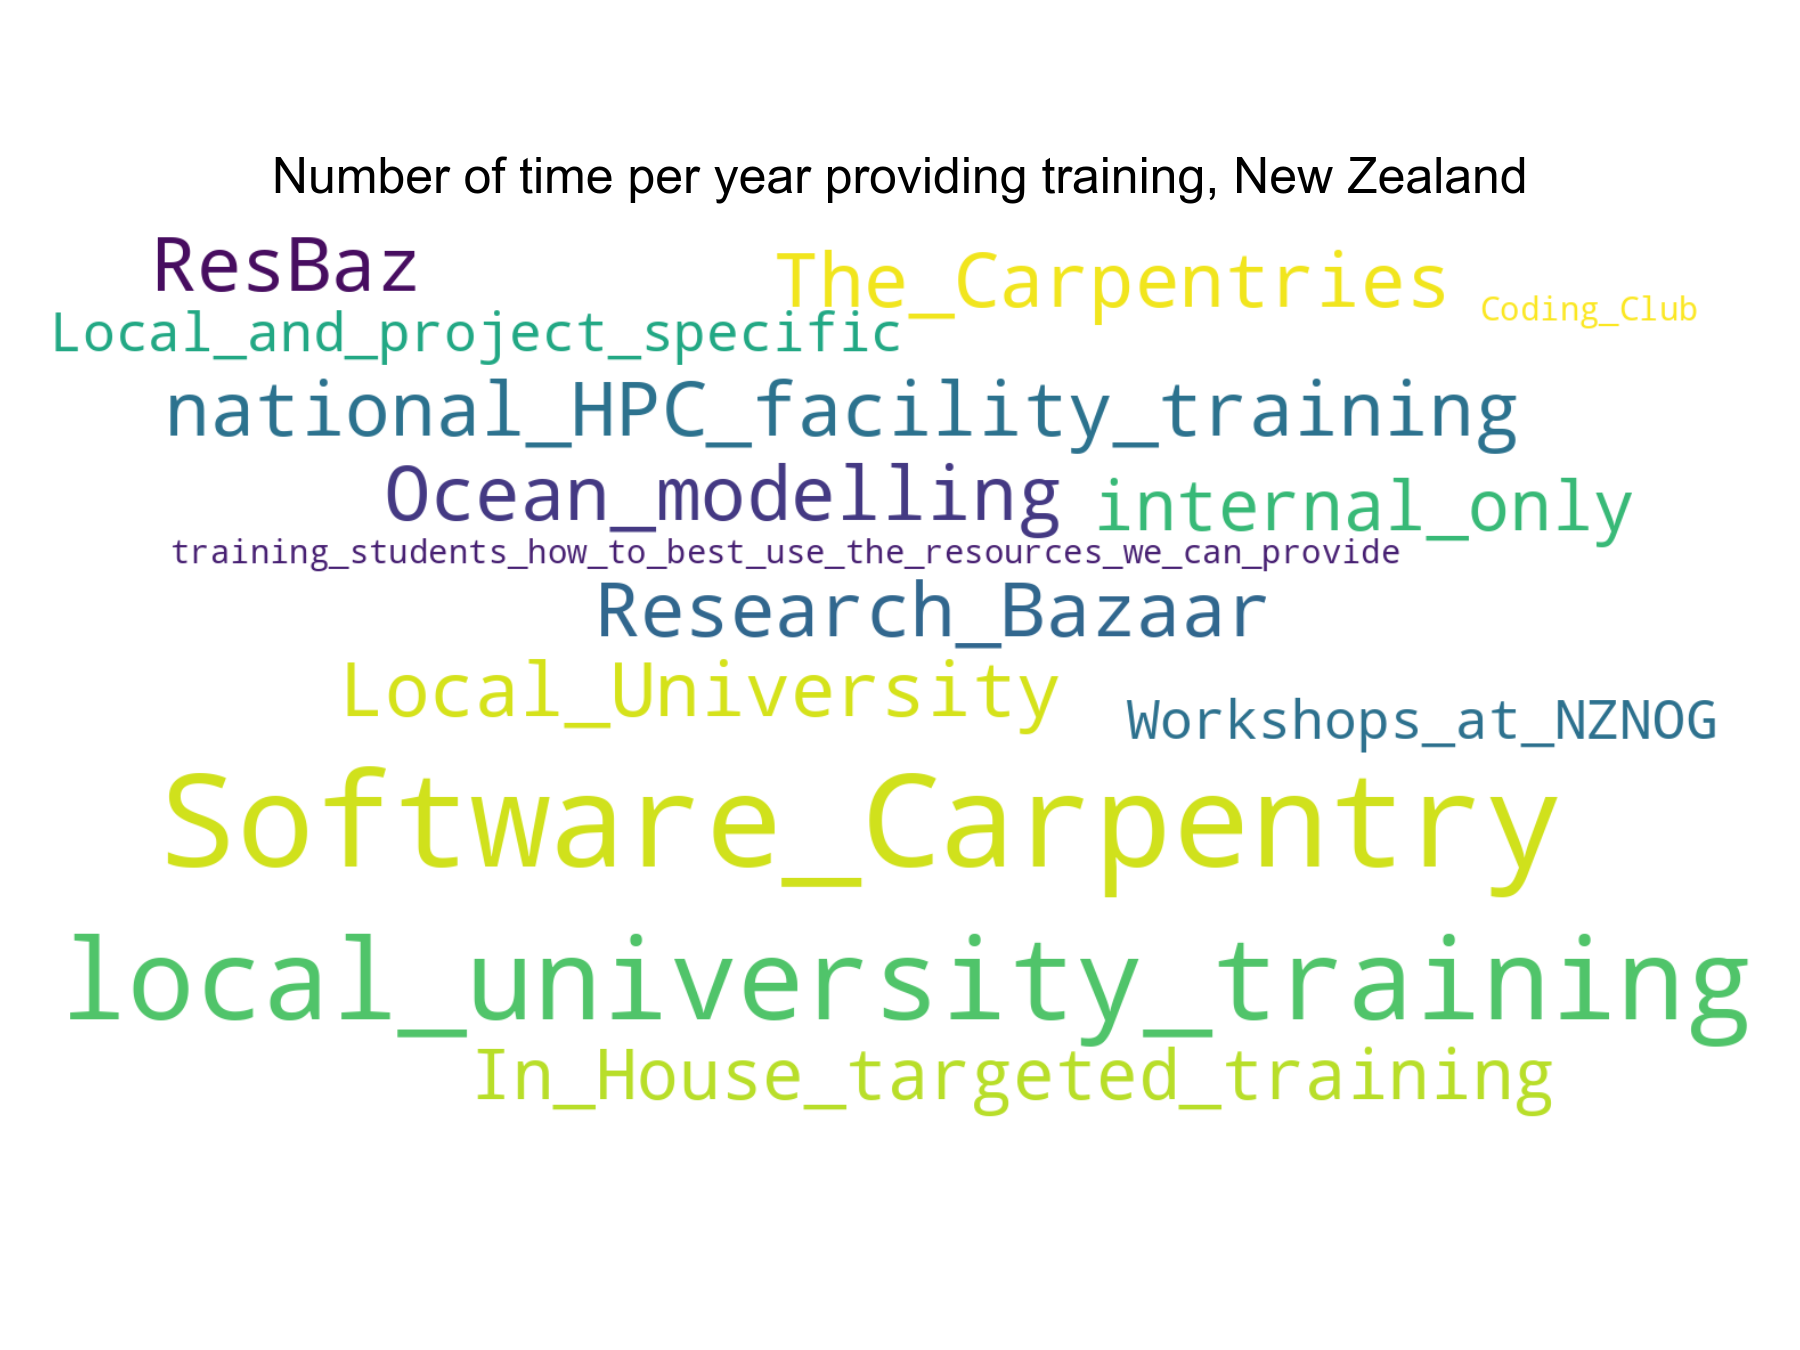 Number of time per year providing training, New Zealand
ResBaz
The_Carpentries
Coding_Club
Local_and_project_specific
national_HPC_facility_training
Ocean_modelling
internal_only
training_students_how_to_best_use_the_resources_we_can_provide
Research_Bazaar
Local_University
Workshops_at_NZNOG
Software_Carpentry
local_university_training
In_House_targeted_training